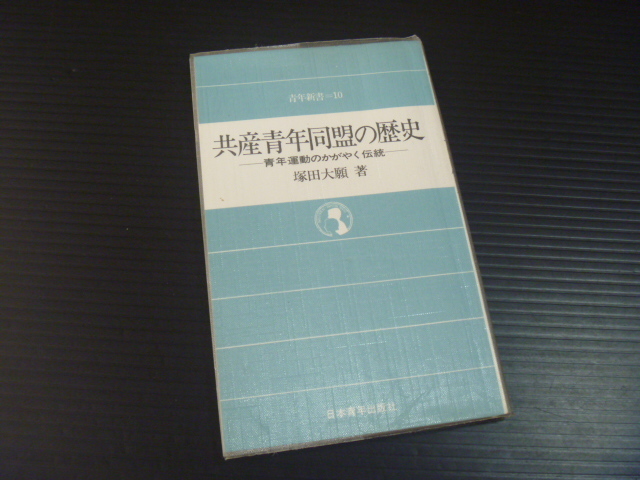 青年新書＝10
共産青年同盟の歴史
—青年運動のかがやく伝統—
塚田大願 著
日本青年出版社